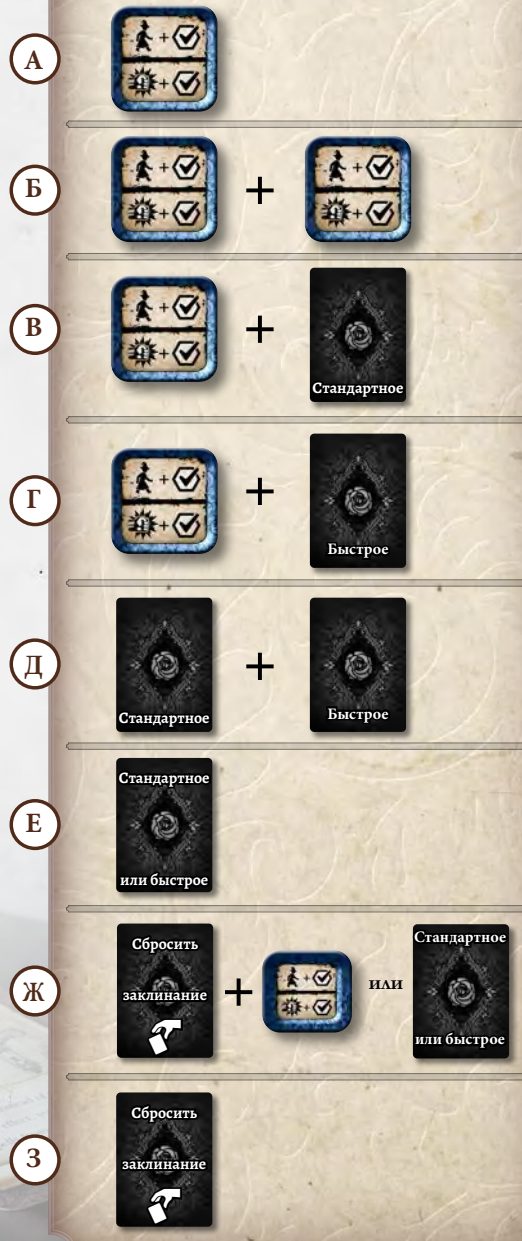 А
Б
+
В
+
Стандартное
Г
+
Быстрое
Д
Стандартное
+
Быстрое
Е
Стандартное
или быстрое
Ж
Сбросить
заклинание
+
или
Стандартное
или быстрое
З
Сбросить
заклинание